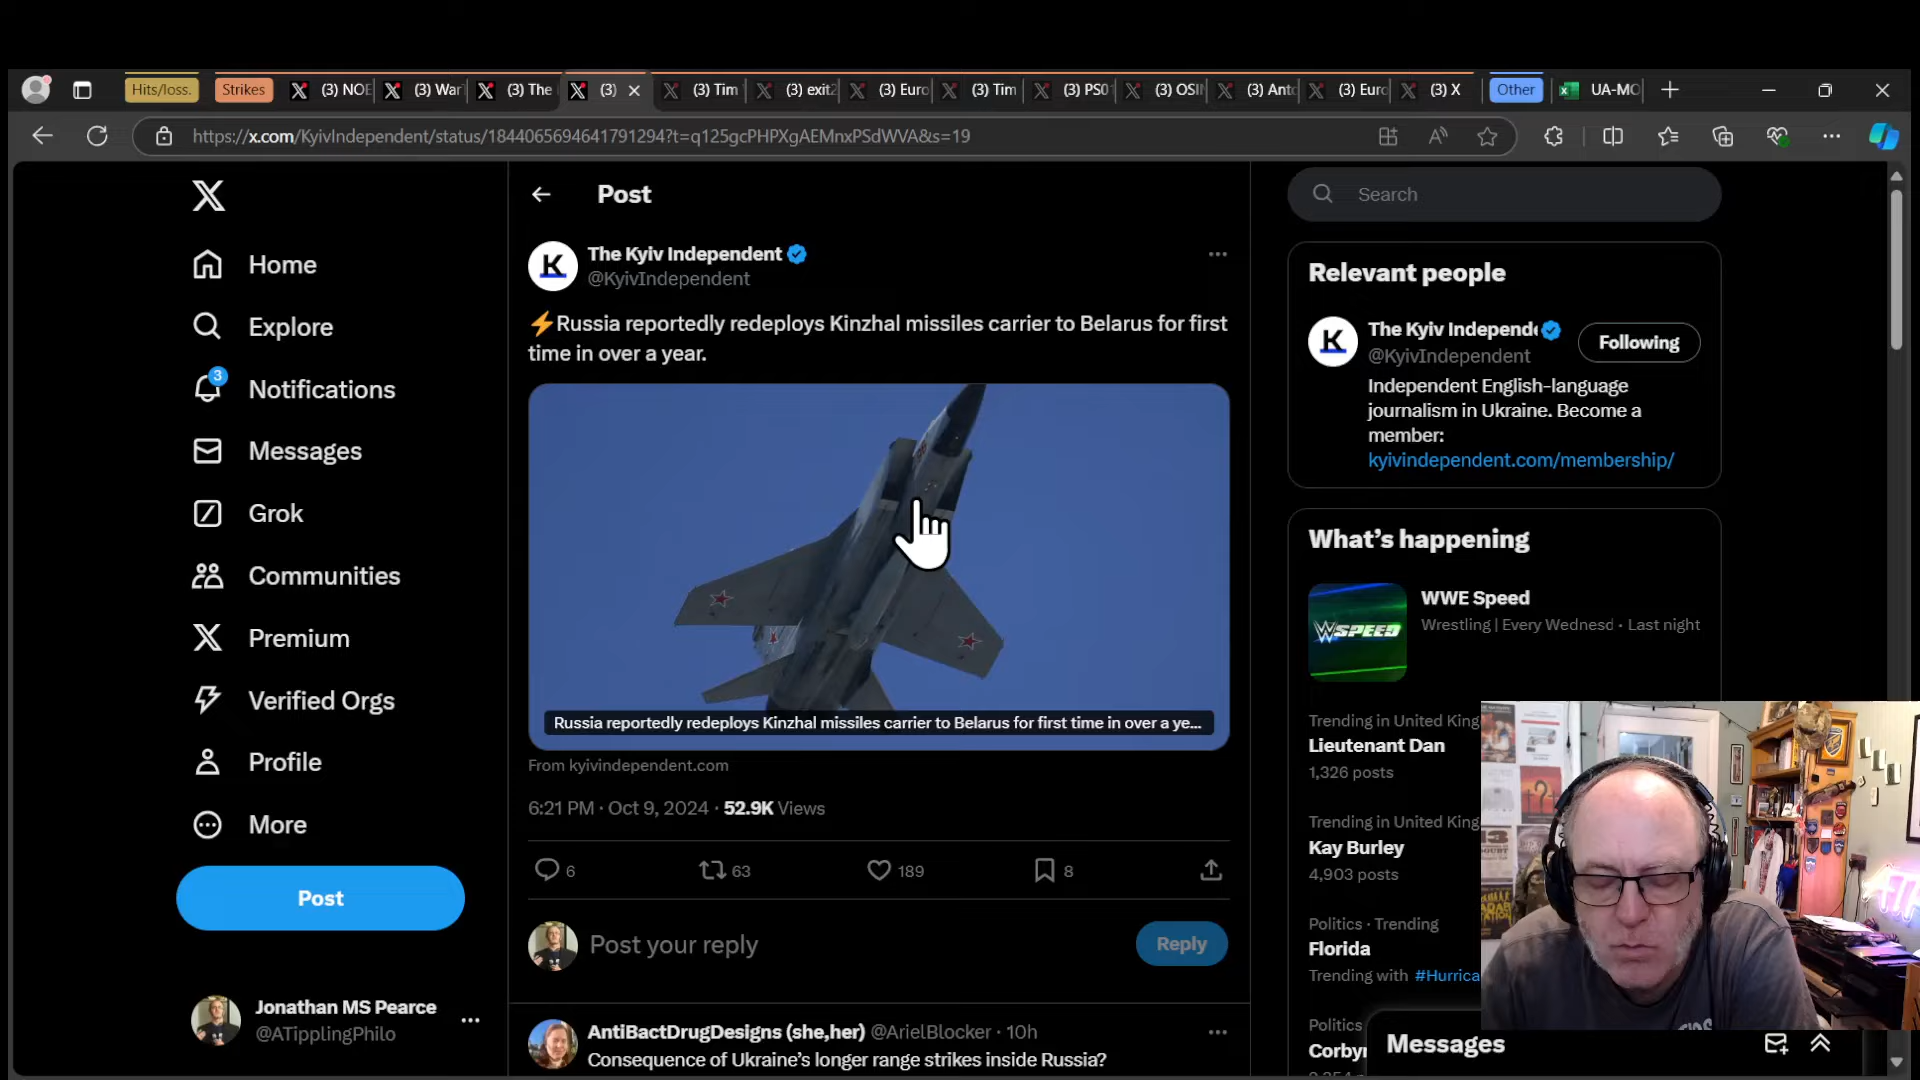 Hits/loss.
Strikes
(3) NOE
(3) War
(3) The
(3)
(3) Tim
(3) exit2
(3) Euro
(3) Tim
(3) PS01
(3) OSIN
(3) Anto
(3) Euro
(3) X
Other
UA-MO
https://x.com/KyivIndependent/status/1844065694641791294?t=q125gcPHPXgAEMnxPSdWVA&s=19
Home
Explore
3
Notifications
Messages
Grok
Communities
Premium
Verified Orgs
Profile
More
Post
Jonathan MS Pearce
@ATipplingPhilo
Post
K
The Kyiv Independent
@KyivIndependent
⚡Russia reportedly redeploys Kinzhal missiles carrier to Belarus for first
time in over a year.
Russia reportedly redeploys Kinzhal missiles carrier to Belarus for first time in over a ye...
From kyivindependent.com
6:21 PM · Oct 9, 2024 · 52.9K Views
6
63
189
8
Post your reply
Reply
AntiBactDrugDesigns (she,her) @ArielBlocker · 10h
Consequence of Ukraine's longer range strikes inside Russia?
Search
Relevant people
K
The Kyiv Independe
@KyivIndependent
Following
Independent English-language
journalism in Ukraine. Become a
member:
kyivindependent.com/membership/
What's happening
WWE Speed
Wrestling | Every Wednesd · Last night
SPEED
Trending in United King
Lieutenant Dan
1,326 posts
Trending in United King
Kay Burley
4,903 posts
Politics · Trending
Florida
Trending with #Hurrica
Politics
Corbyn
Messages